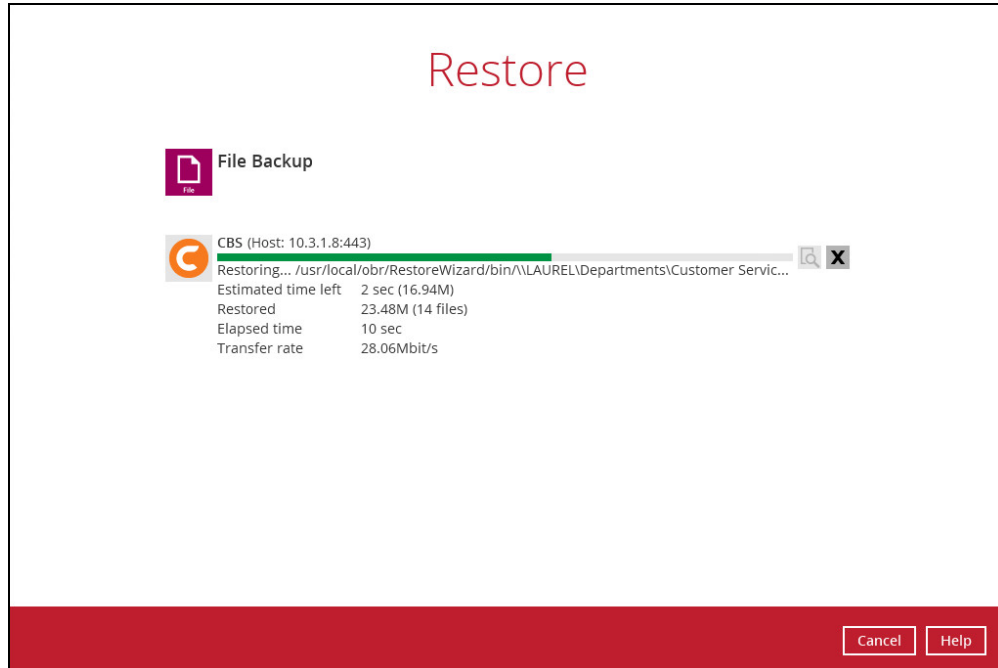 Restore
File Backup
File
CBS (Host: 10.3.1.8:443)
Restoring... /usr/local/obr/RestoreWizard/bin/\\LAUREL\Departments\Customer Servic...
Estimated time left 2 sec (16.94M)
Restored 23.48M (14 files)
Elapsed time 10 sec
Transfer rate 28.06Mbit/s
X
Cancel Help